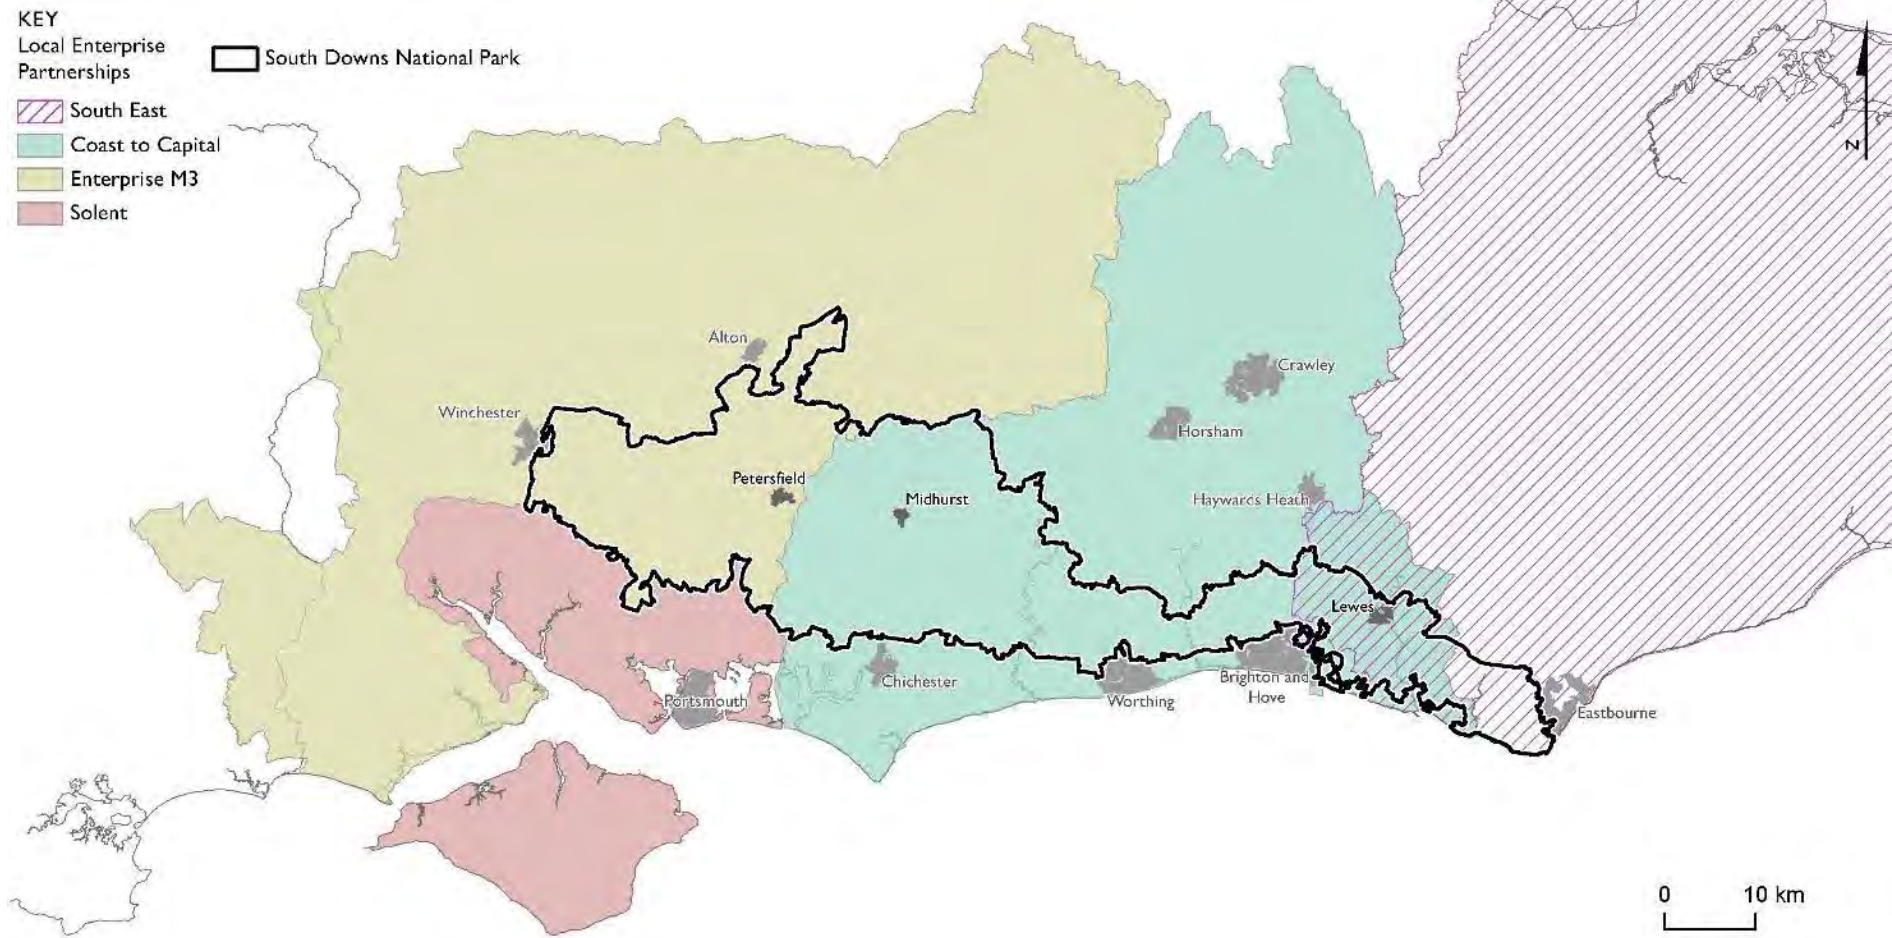 KEY
Local Enterprise
Partnerships
South Downs National Park
South East
Coast to Capital
Enterprise M3
Solent
N
Alton
Crawley
Winchester
Horsham
Petersfield
Midhurst
Haywards Heath
Lewes
Chichester
Portsmouth
Worthing
Brighton and
Hove
Eastbourne
0 10 km